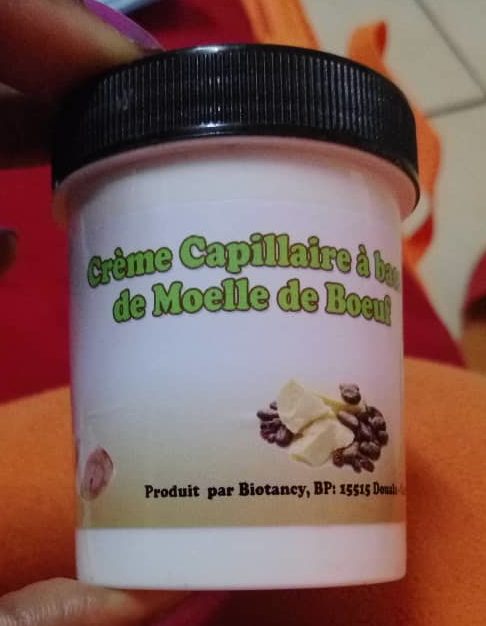 Crème Capillaire à
de Moelle de Boeuf
Produit par Biotancy, BP: 15515